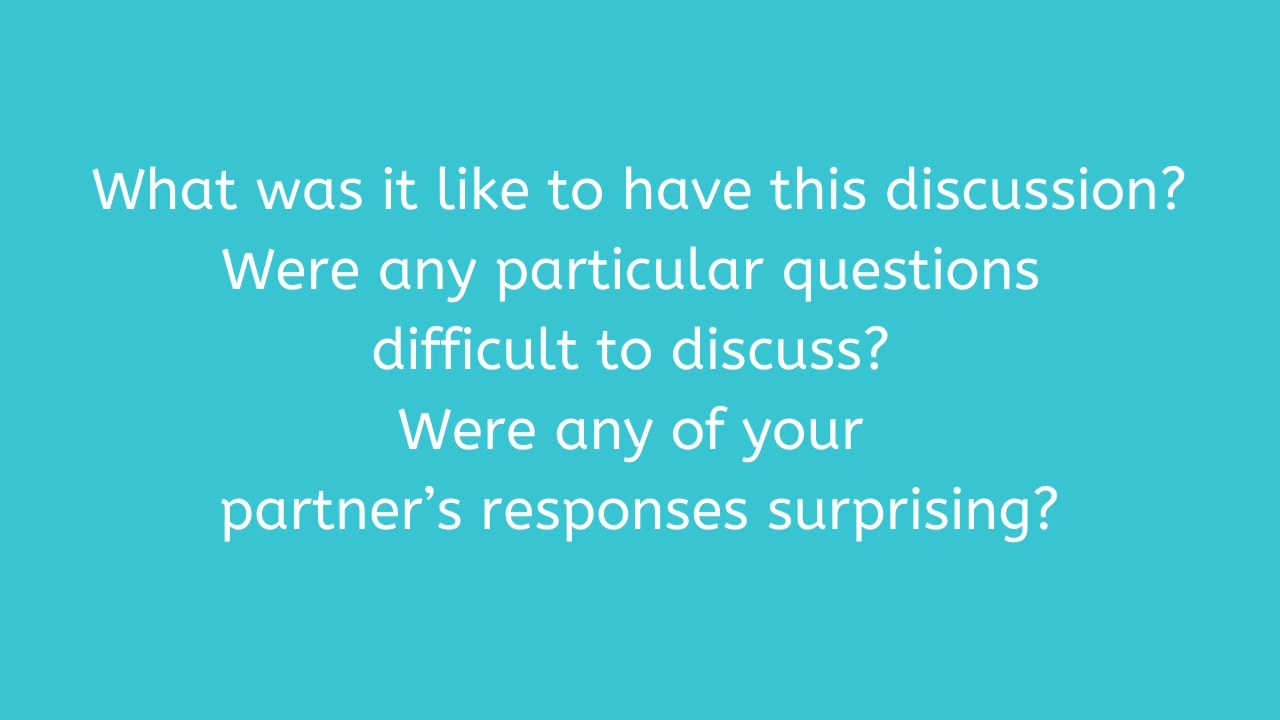 What was it like to have this discussion?
Were any particular questions
difficult to discuss?
Were any of your
partner’s responses surprising?